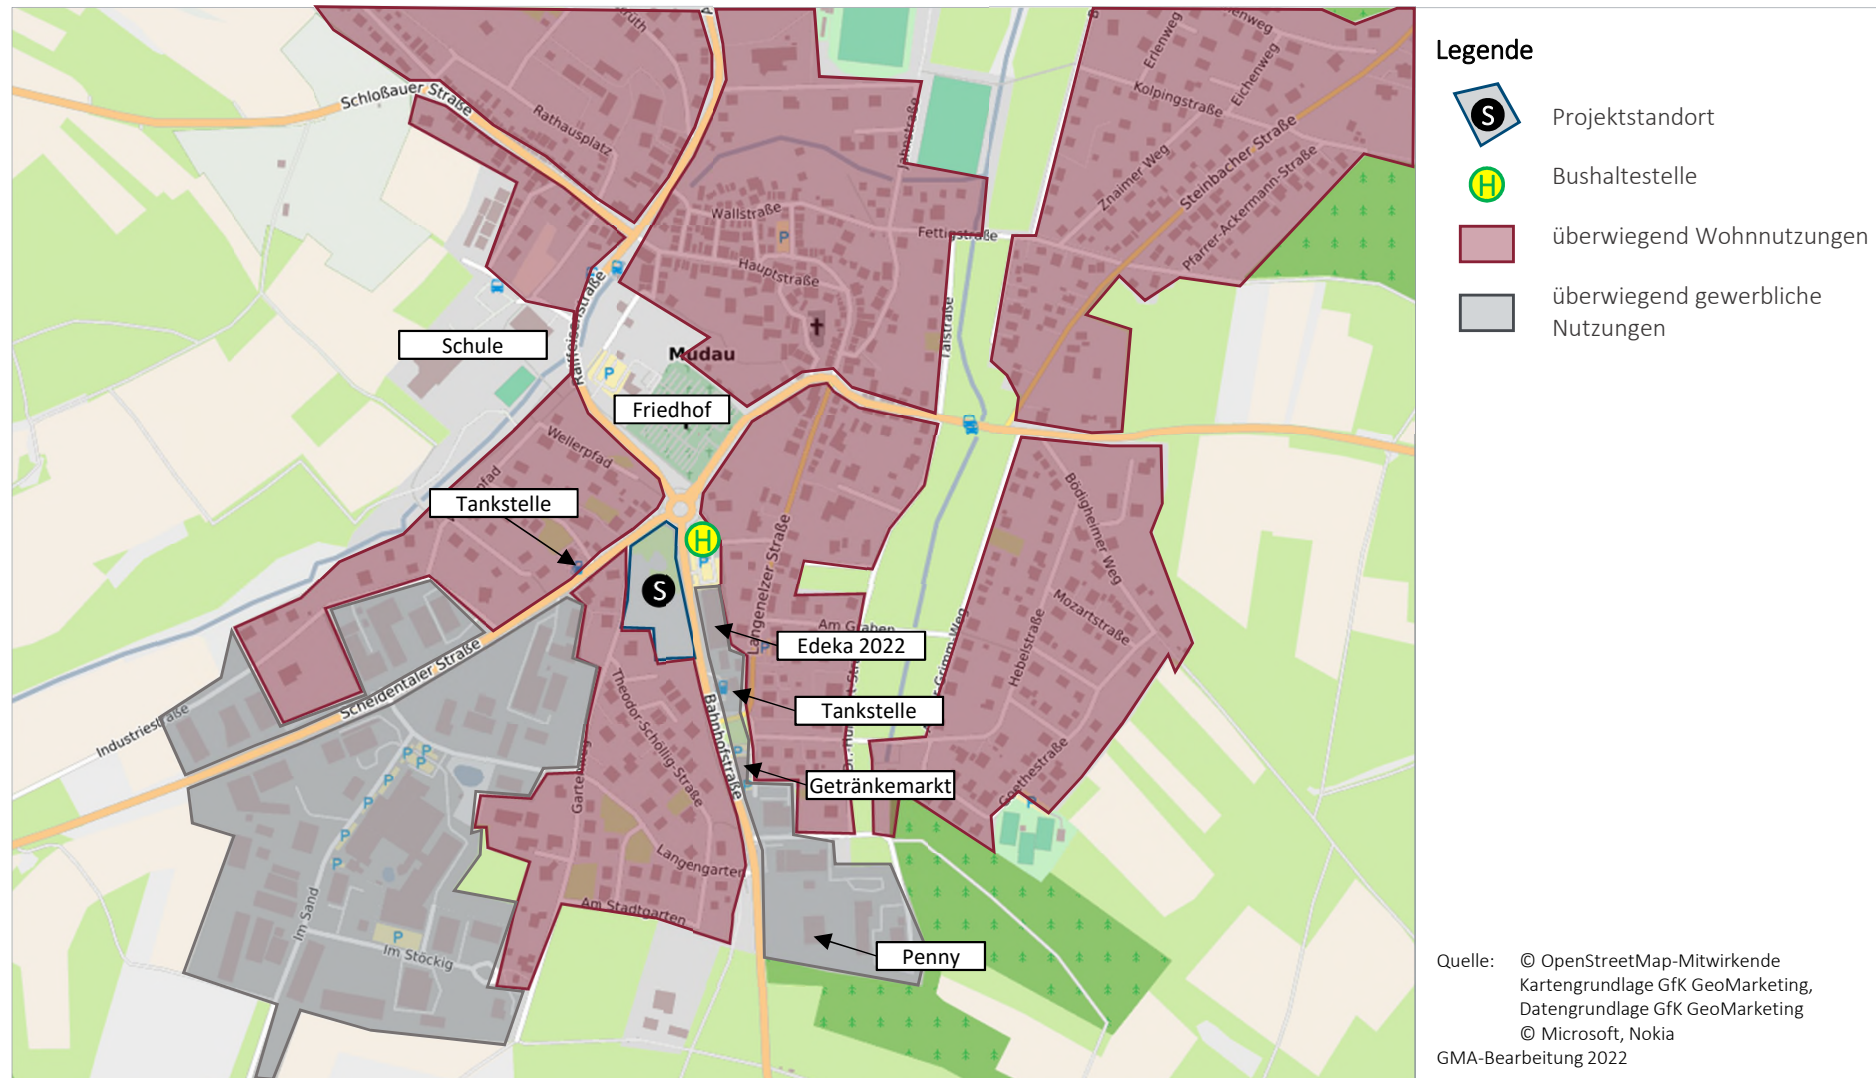 Legende
S
Projektstandort
H
Bushaltestelle
überwiegend Wohnnutzungen
überwiegend gewerbliche
Nutzungen
Schloßauer Straße
Rathausplatz
Jahnstraße
Erlenweg
Eichenweg
Kolpingstraße
Znaimer Weg
Steinbacher Straße
Pfarrer-Ackermann-Straße
Wallstraße
P
Fettigstraße
Hauptstraße
Talstraße
Raiffeisenstraße
Schule
Mudau
P
Friedhof
Wellerpfad
Tankstelle
H
P
S
Langenelzer Straße
Bödigheimer Weg
Mozartstraße
Hebelstraße
Am Graben
Edeka 2022
P
Tankstelle
Scheidentaler Straße
Industriestraße
Theodor-Schöllig-Straße
Bahnhofstraße
P
Gartenweg
Getränkemarkt
Goethestraße
P
P
P
P
P
P
P
Langengarten
Am Stadtgarten
Im Sand
P
Im Stöckig
Penny
Quelle: © OpenStreetMap-Mitwirkende
Kartengrundlage GfK GeoMarketing,
Datengrundlage GfK GeoMarketing
© Microsoft, Nokia
GMA-Bearbeitung 2022